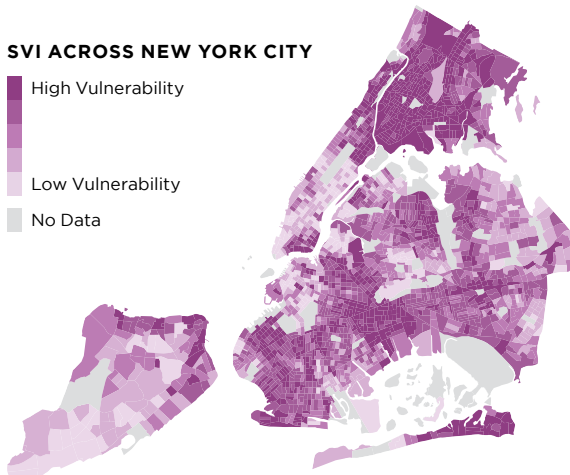 SVI ACROSS NEW YORK CITY
High Vulnerability
Low Vulnerability
No Data